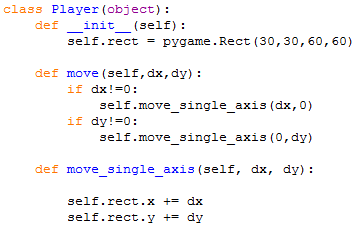 class Player(object):
    def __init__(self):
        self.rect = pygame.Rect(30,30,60,60)

    def move(self,dx,dy):
        if dx!=0:
            self.move_single_axis(dx,0)
        if dy!=0:
            self.move_single_axis(0,dy)

    def move_single_axis(self, dx, dy):

        self.rect.x += dx
        self.rect.y += dy